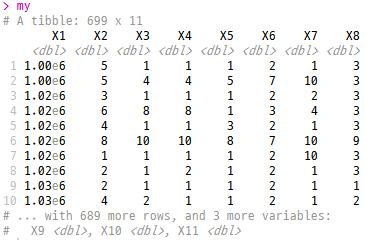 > my
# A tibble: 699 x 11
X1 X2 X3 X4 X5 X6 X7 X8
<dbl> <dbl> <dbl> <dbl> <dbl> <dbl> <dbl> <dbl>
1 1.00e6 5 1 1 1 2 1 3
2 1.00e6 5 4 4 5 7 10 3
3 1.02e6 3 1 1 1 2 2 3
4 1.02e6 6 8 8 1 3 4 3
5 1.02e6 4 1 1 3 2 1 3
6 1.02e6 8 10 10 8 7 10 9
7 1.02e6 1 1 1 1 2 10 3
8 1.02e6 2 1 2 1 2 1 3
9 1.03e6 2 1 1 1 2 1 1
10 1.03e6 4 2 1 1 2 1 2
# ... with 689 more rows, and 3 more variables:
# X9 <dbl>, X10 <dbl>, X11 <dbl>